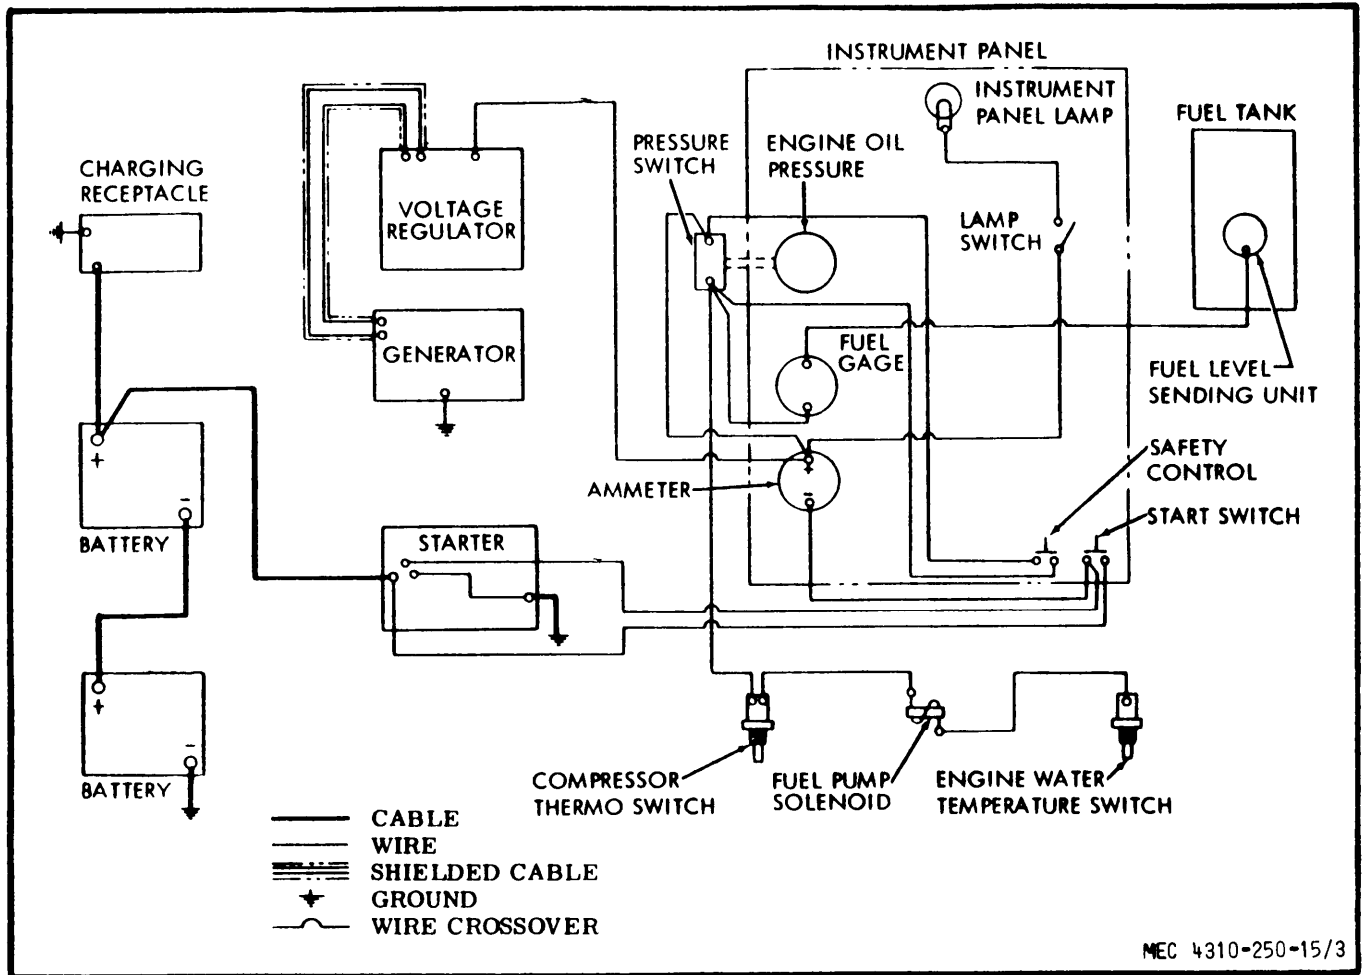 INSTRUMENT PANEL
INSTRUMENT
PANEL LAMP
FUEL TANK
PRESSURE
SWITCH
ENGINE OIL
PRESSURE
CHARGING
RECEPTACLE
VOLTAGE
REGULATOR
LAMP
SWITCH
GENERATOR
FUEL
GAGE
FUEL LEVEL
SENDING UNIT
+
-
BATTERY
AMMETER
+
-
SAFETY
CONTROL
START SWITCH
STARTER
+
-
BATTERY
COMPRESSOR
THERMO SWITCH
FUEL PUMP
SOLENOID
ENGINE WATER
TEMPERATURE SWITCH
CABLE
WIRE
SHIELDED CABLE
GROUND
WIRE CROSSOVER
MEC 4310-250-15/3